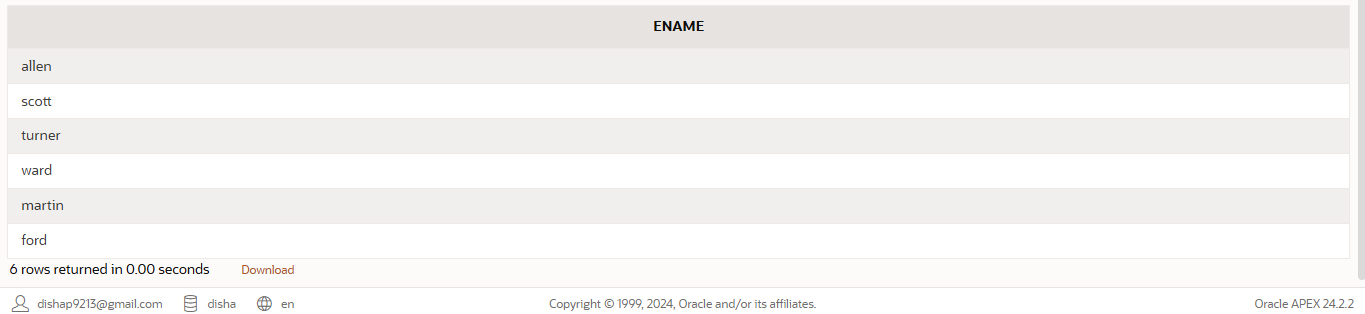 ENAME
allen
scott
turner
ward
martin
ford
6 rows returned in 0.00 seconds Download
dishap9213@gmail.com disha en Copyright © 1999, 2024, Oracle and/or its affiliates. Oracle APEX 24.2.2